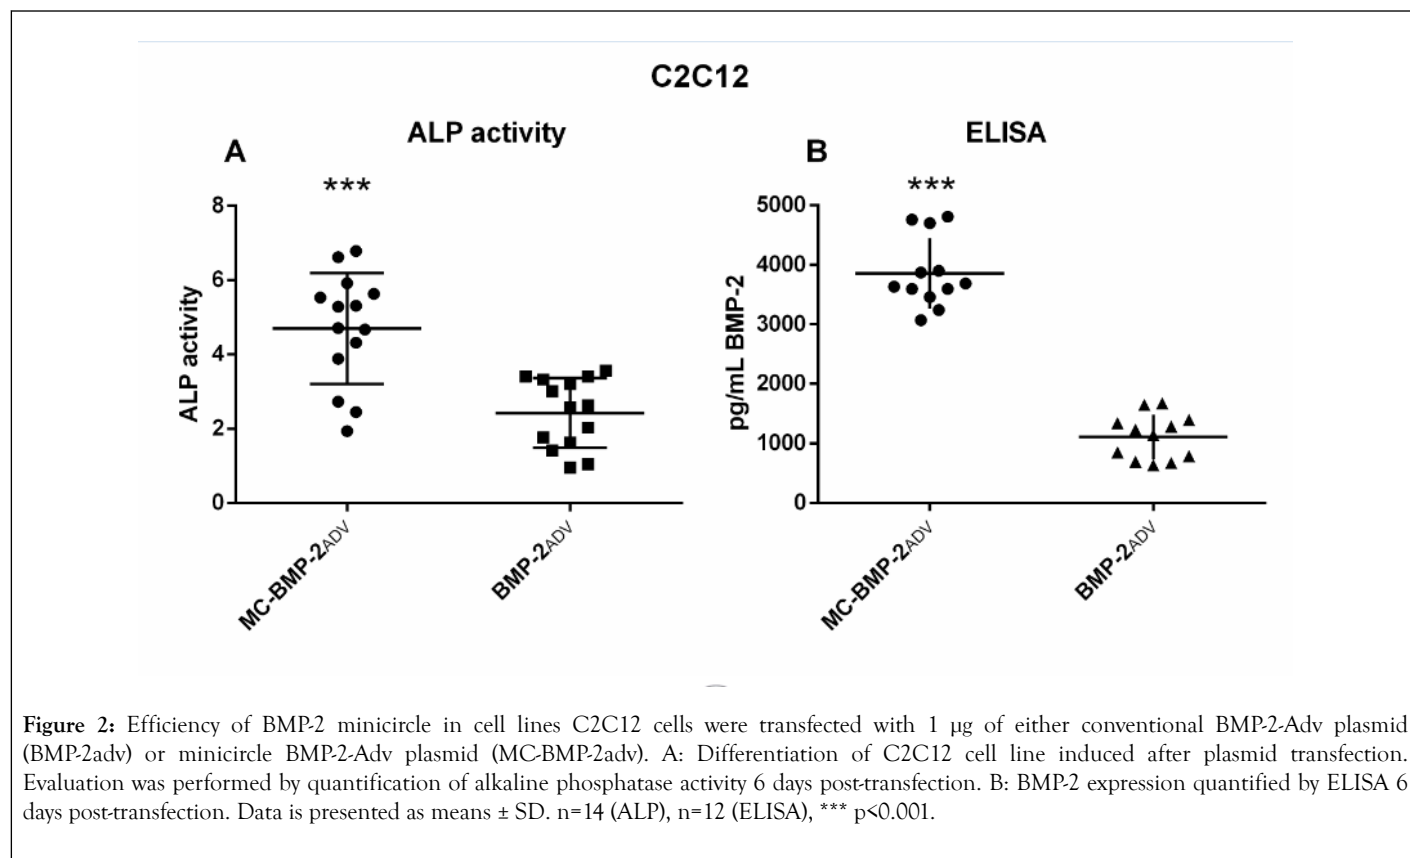 C2C12
ALP activity
ELISA
A
B
***
***
8
6
4
2
0
ALP activity
MC-BMP-2ADV
BMP-2ADV
5000
4000
3000
2000
1000
0
pg/mL BMP-2
MC-BMP-2ADV
BMP-2ADV
Figure 2: Efficiency of BMP-2 minicircle in cell lines C2C12 cells were transfected with 1 μg of either conventional BMP-2-Adv plasmid
(BMP-2adv) or minicircle BMP-2-Adv plasmid (MC-BMP-2adv). A: Differentiation of C2C12 cell line induced after plasmid transfection.
Evaluation was performed by quantification of alkaline phosphatase activity 6 days post-transfection. B: BMP-2 expression quantified by ELISA 6
days post-transfection. Data is presented as means ± SD. n=14 (ALP), n=12 (ELISA), *** p<0.001.